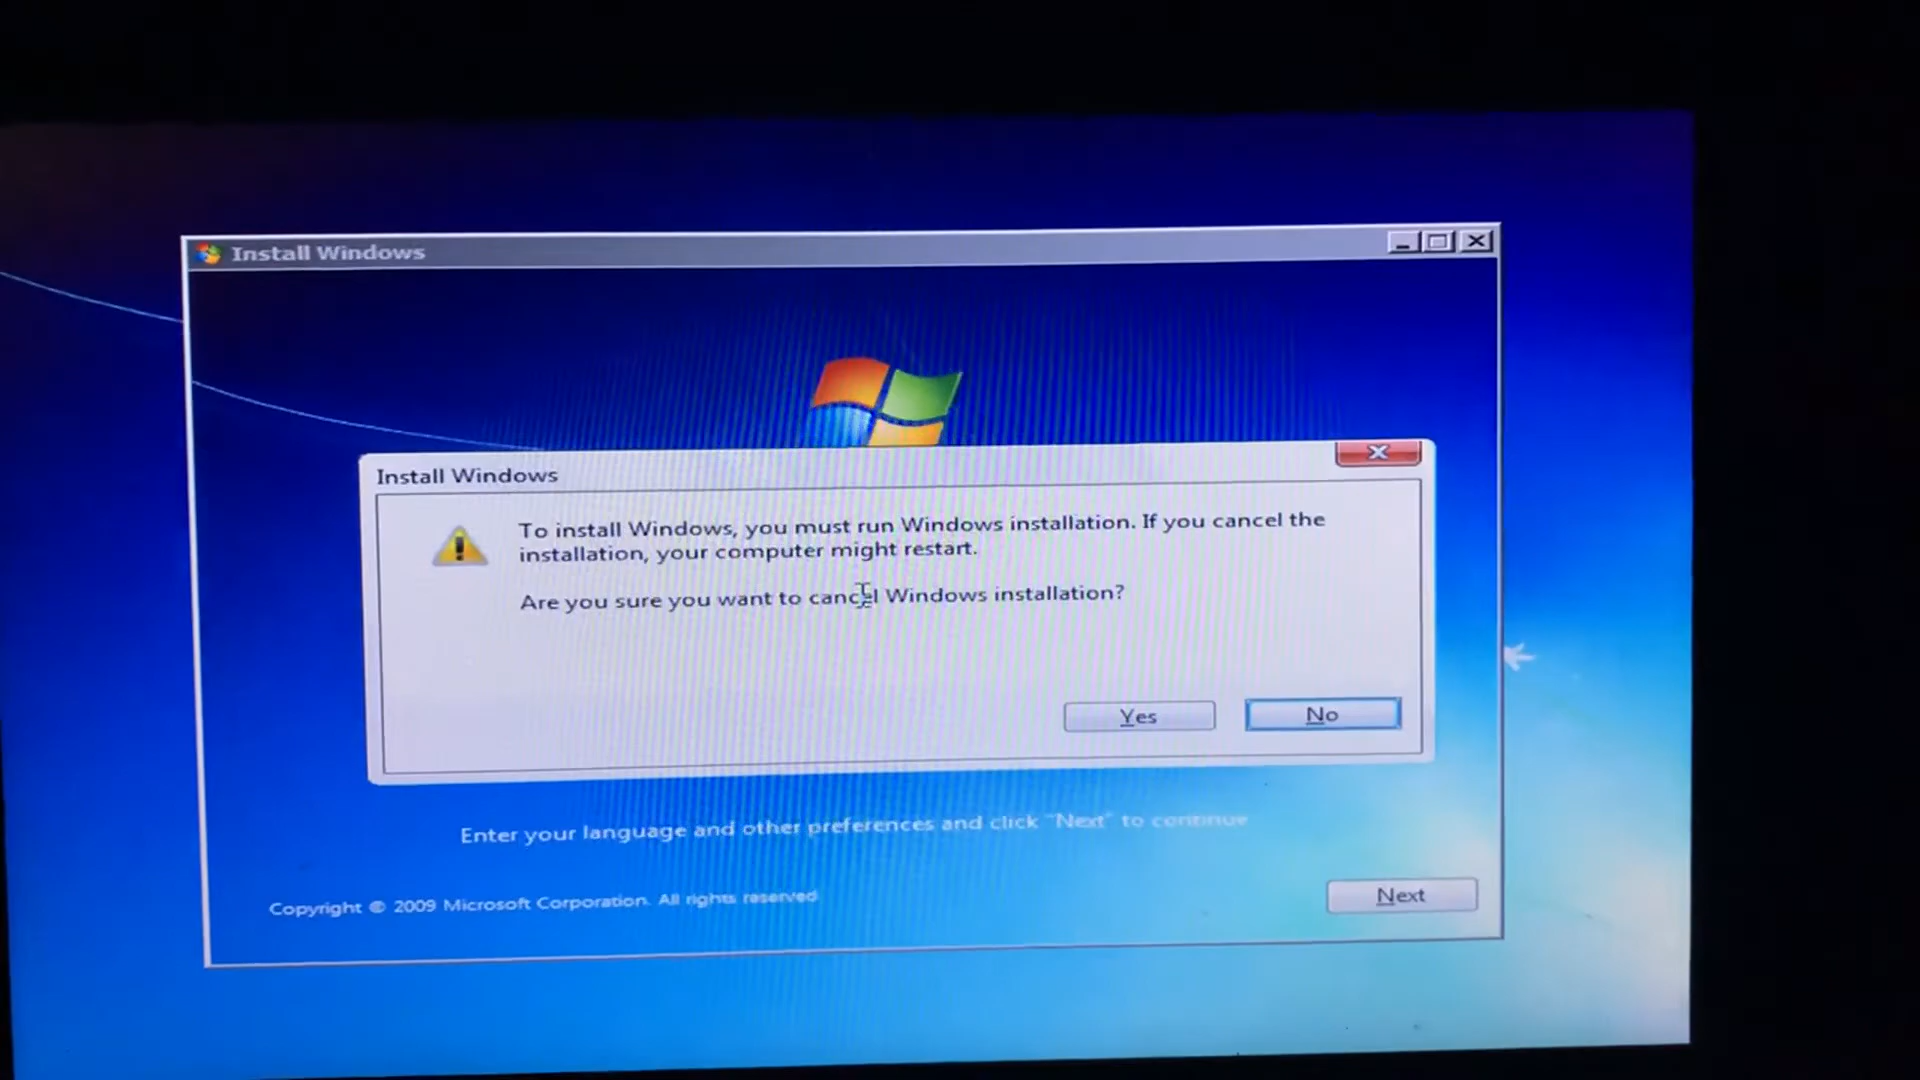 Install Windows
Install Windows
To install Windows, you must run Windows installation. If you cancel the
installation, your computer might restart.
Are you sure you want to cancel Windows installation?
Yes
No
Enter your language and other preferences and click "Next" to continue
Copyright © 2009 Microsoft Corporation. All rights reserved.
Next